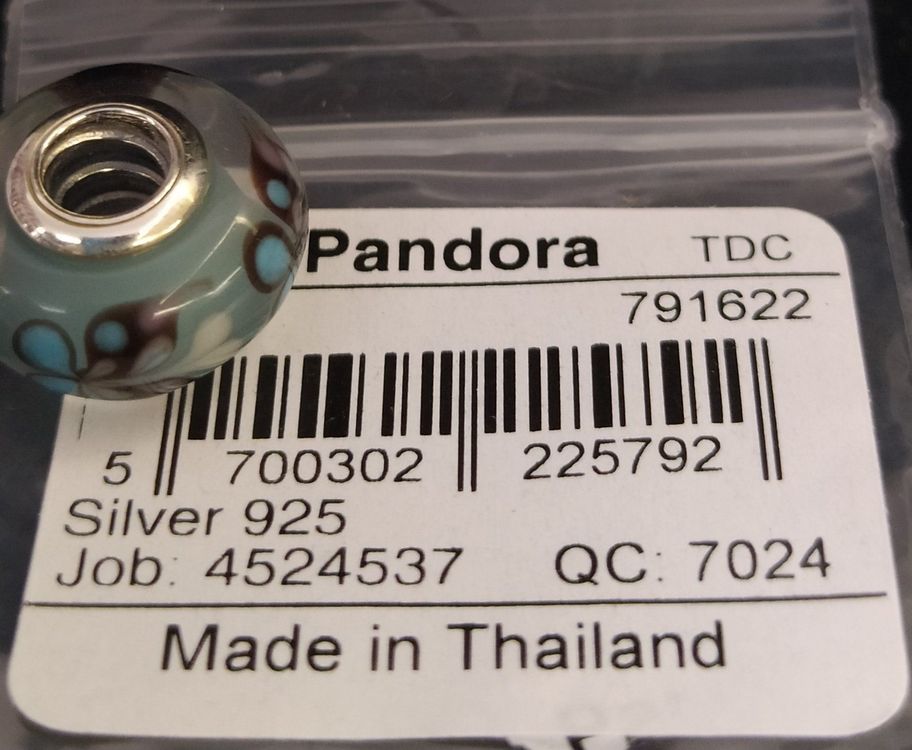 Pandora TDC
791622
5 700302 225792
Silver 925
Job: 4524537 QC: 7024
Made in Thailand